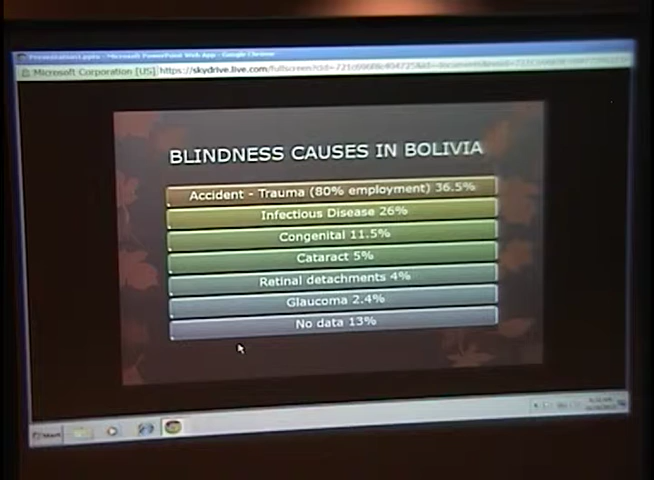 Presentation1.pptx - Microsoft PowerPoint Web App - Google Chrome
Microsoft Corporation [US] https://skydrive.live.com/fullscreen?cid=
BLINDNESS CAUSES IN BOLIVIA
Accident - Trauma (80% employment) 36.5%
Infectious Disease 26%
Congenital 11.5%
Cataract 5%
Retinal detachments 4%
Glaucoma 2.4%
No data 13%
Start